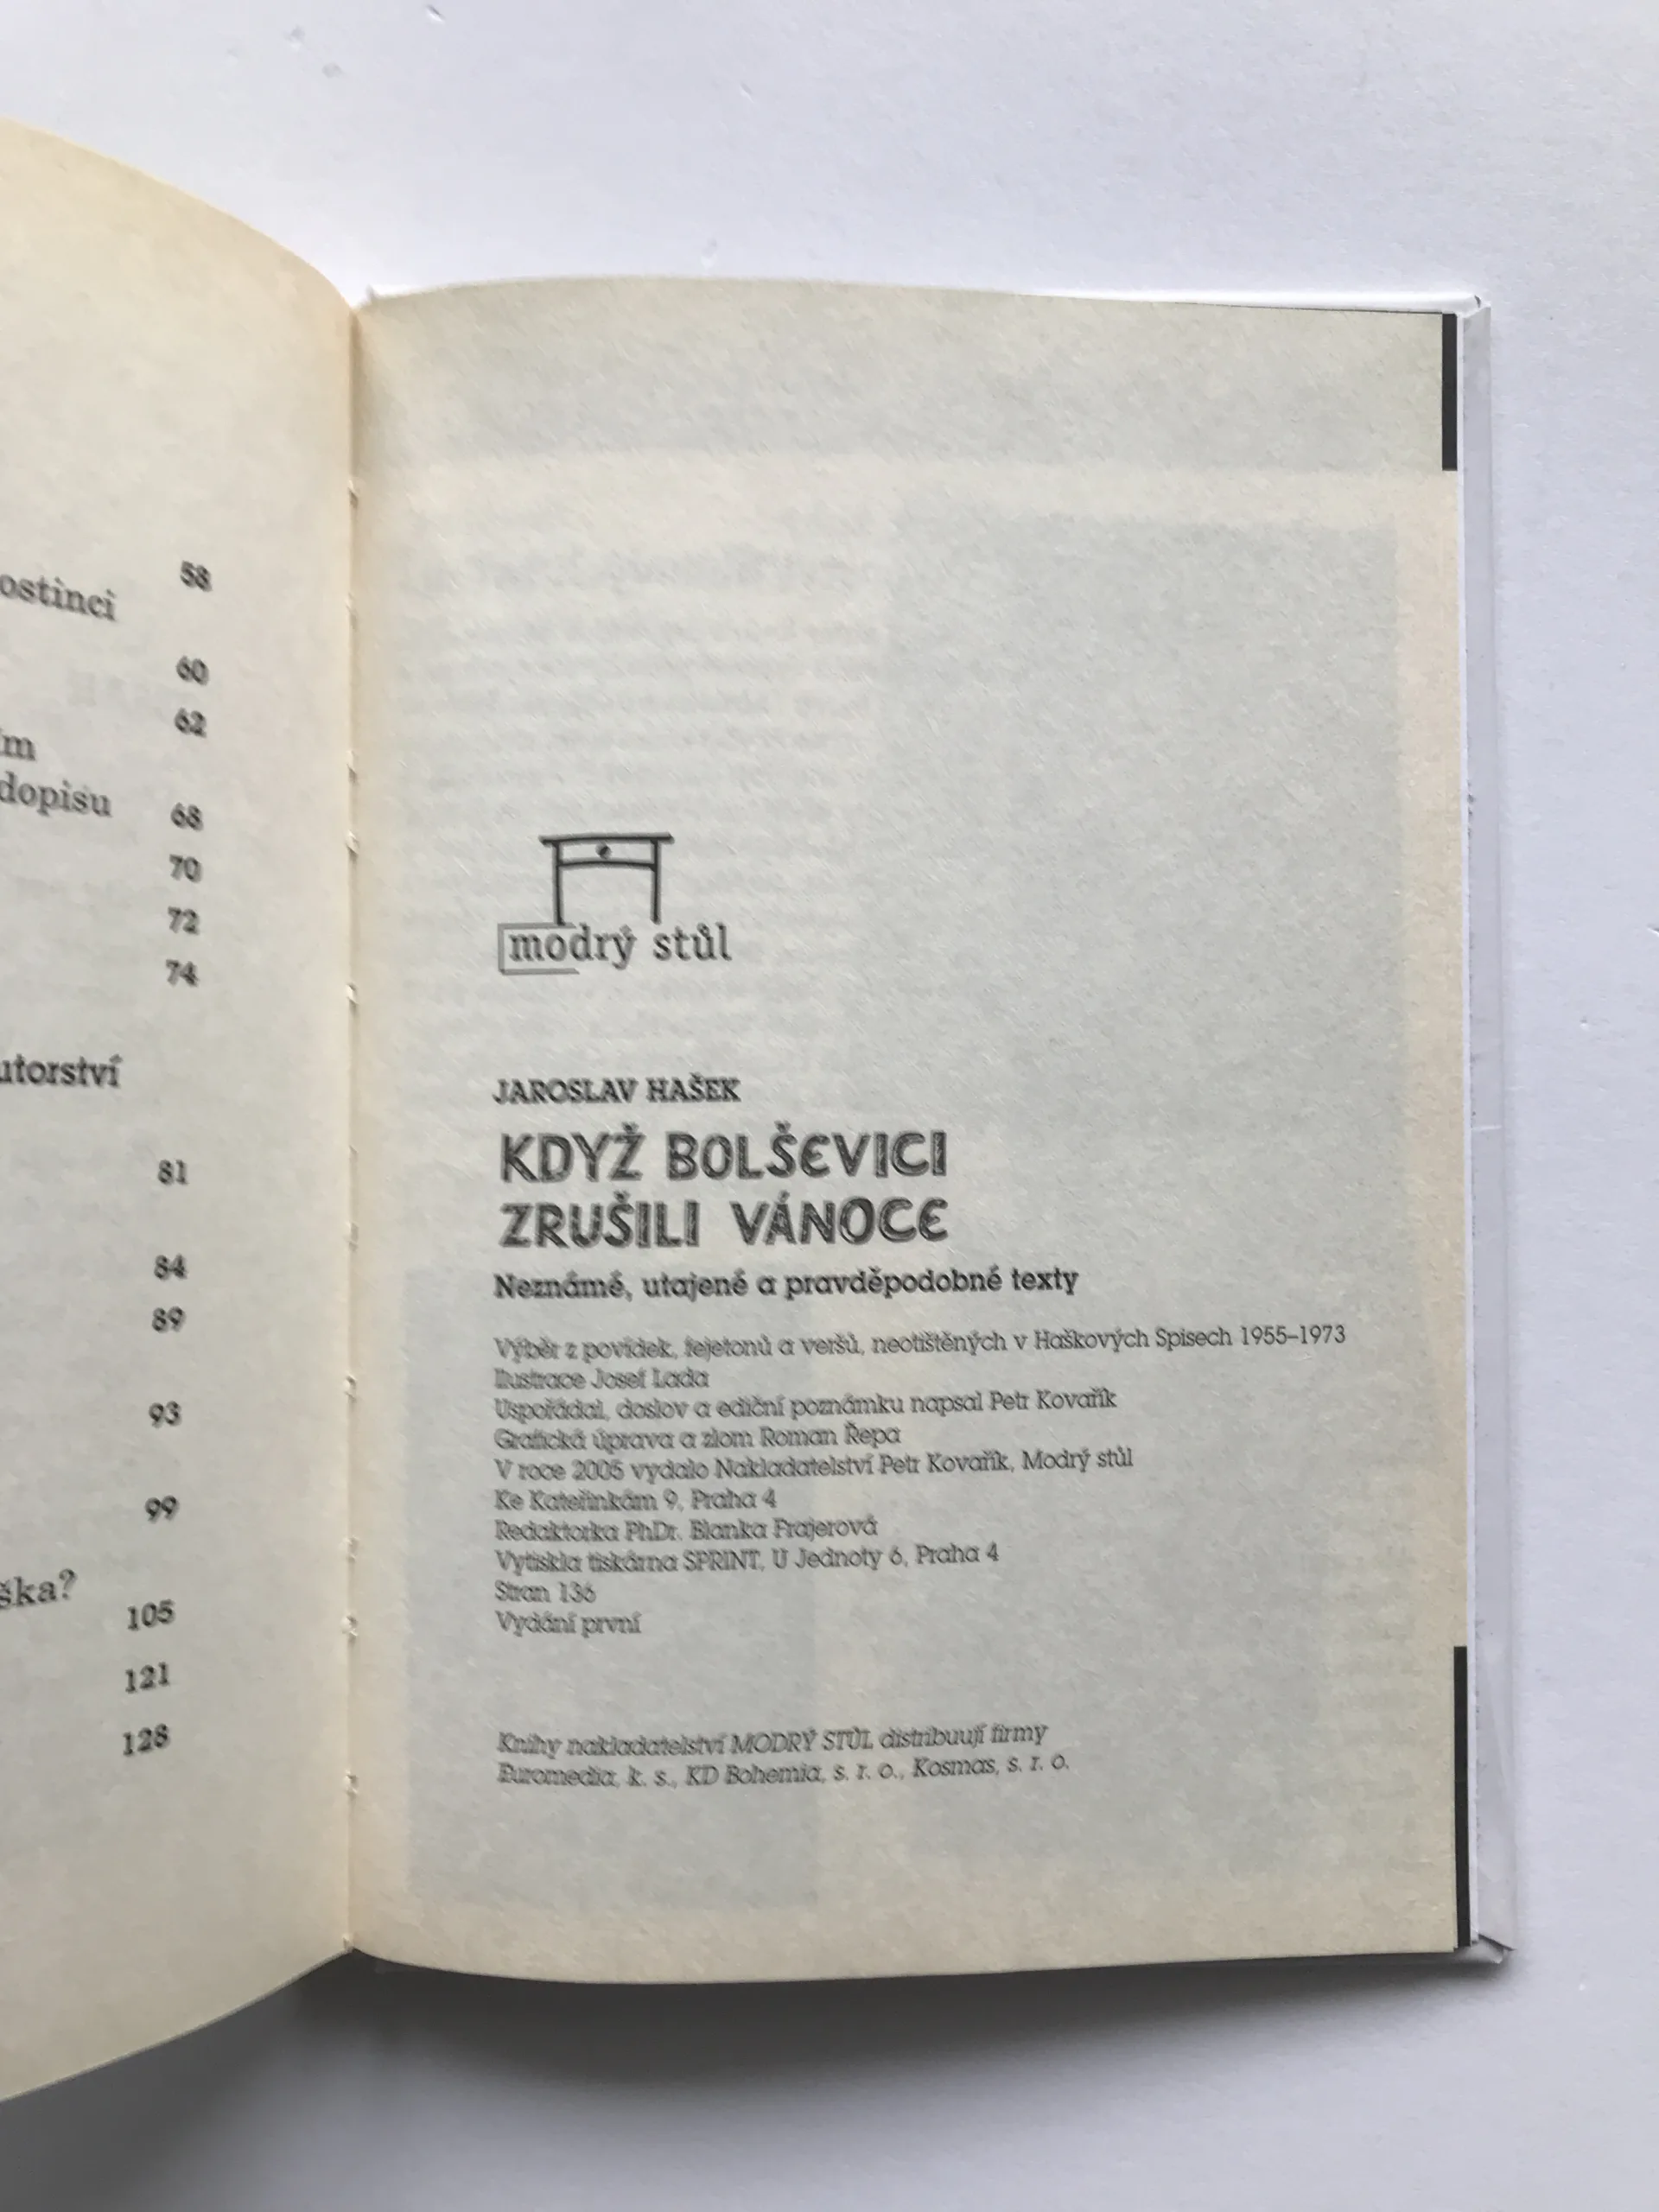 58
ostinci
60
62
ím
dopisu
68
70
72
74
utorství
81
84
89
93
99
ška?
105
121
128
modrý stůl
JAROSLAV HAŠEK
KDYŽ BOLŠEVICI
ZRUŠILI VÁNOCE
Neznámé, utajené a pravděpodobné texty
Výběr z povídek, fejetonů a veršů, neotištěných v Haškových Spisech 1955–1973
Ilustrace Josef Lada
Uspořádal, doslov a ediční poznámku napsal Petr Kovařík
Grafická úprava a zlom Roman Řepa
V roce 2005 vydalo Nakladatelství Petr Kovařík, Modrý stůl
Ke Kateřinkám 9, Praha 4
Redaktorka PhDr. Blanka Frajerová
Vytiskla tiskárna SPRINT, U Jednoty 6, Praha 4
Stran 136
Vydání první
Knihy nakladatelství MODRÝ STŮL distribuují firmy
Euromedia, k. s., KD Bohemia, s. r. o., Kosmas, s. r. o.